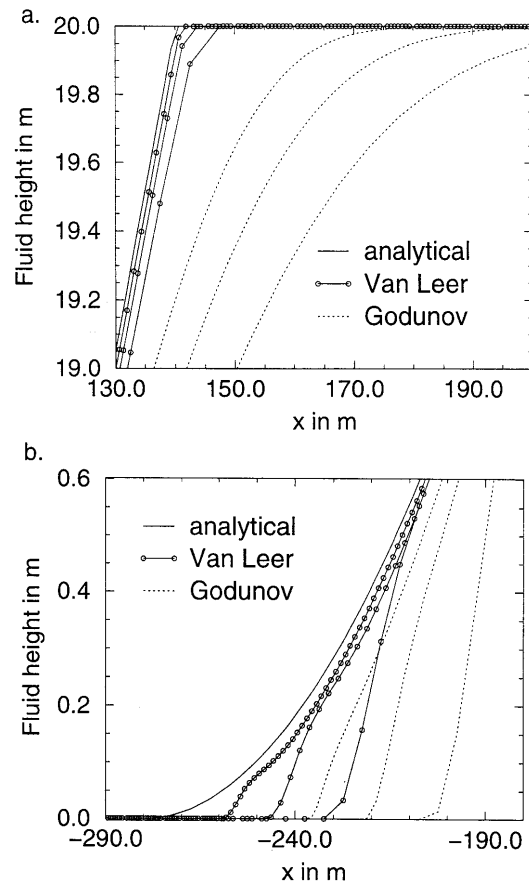 a.
20.0
19.8
19.6
19.4
19.2
19.0
Fluid height in m
analytical
Van Leer
Godunov
130.0 150.0 170.0 190.0
x in m
b.
0.6
0.4
0.2
0.0
Fluid height in m
analytical
Van Leer
Godunov
−290.0 −240.0 −190.0
x in m